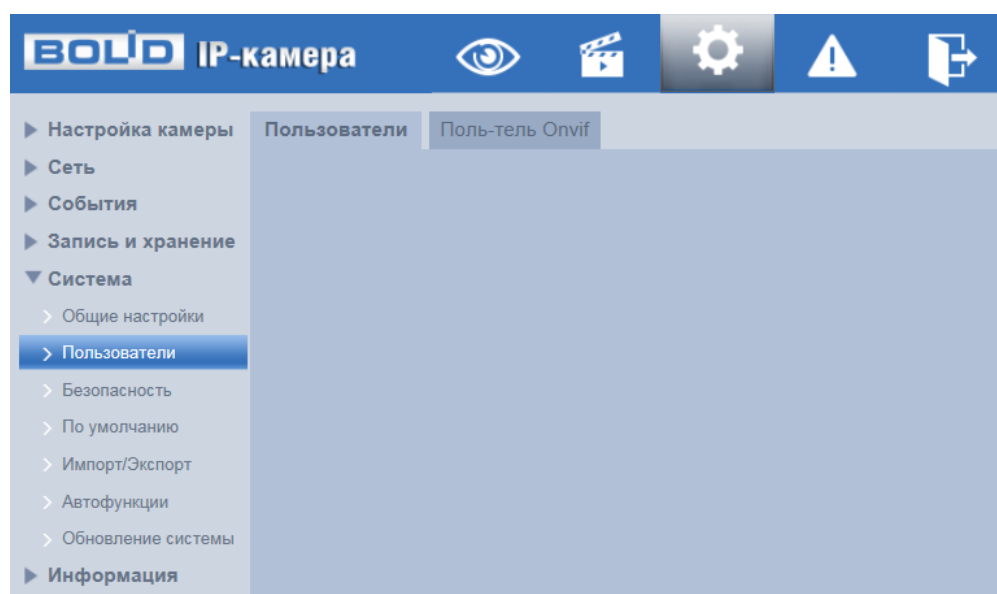 BOLID IP-камера
Настройка камеры
Сеть
События
Запись и хранение
Система
Общие настройки
Пользователи
Безопасность
По умолчанию
Импорт/Экспорт
Автофункции
Обновление системы
Информация
Пользователи
Поль-тель Onvif